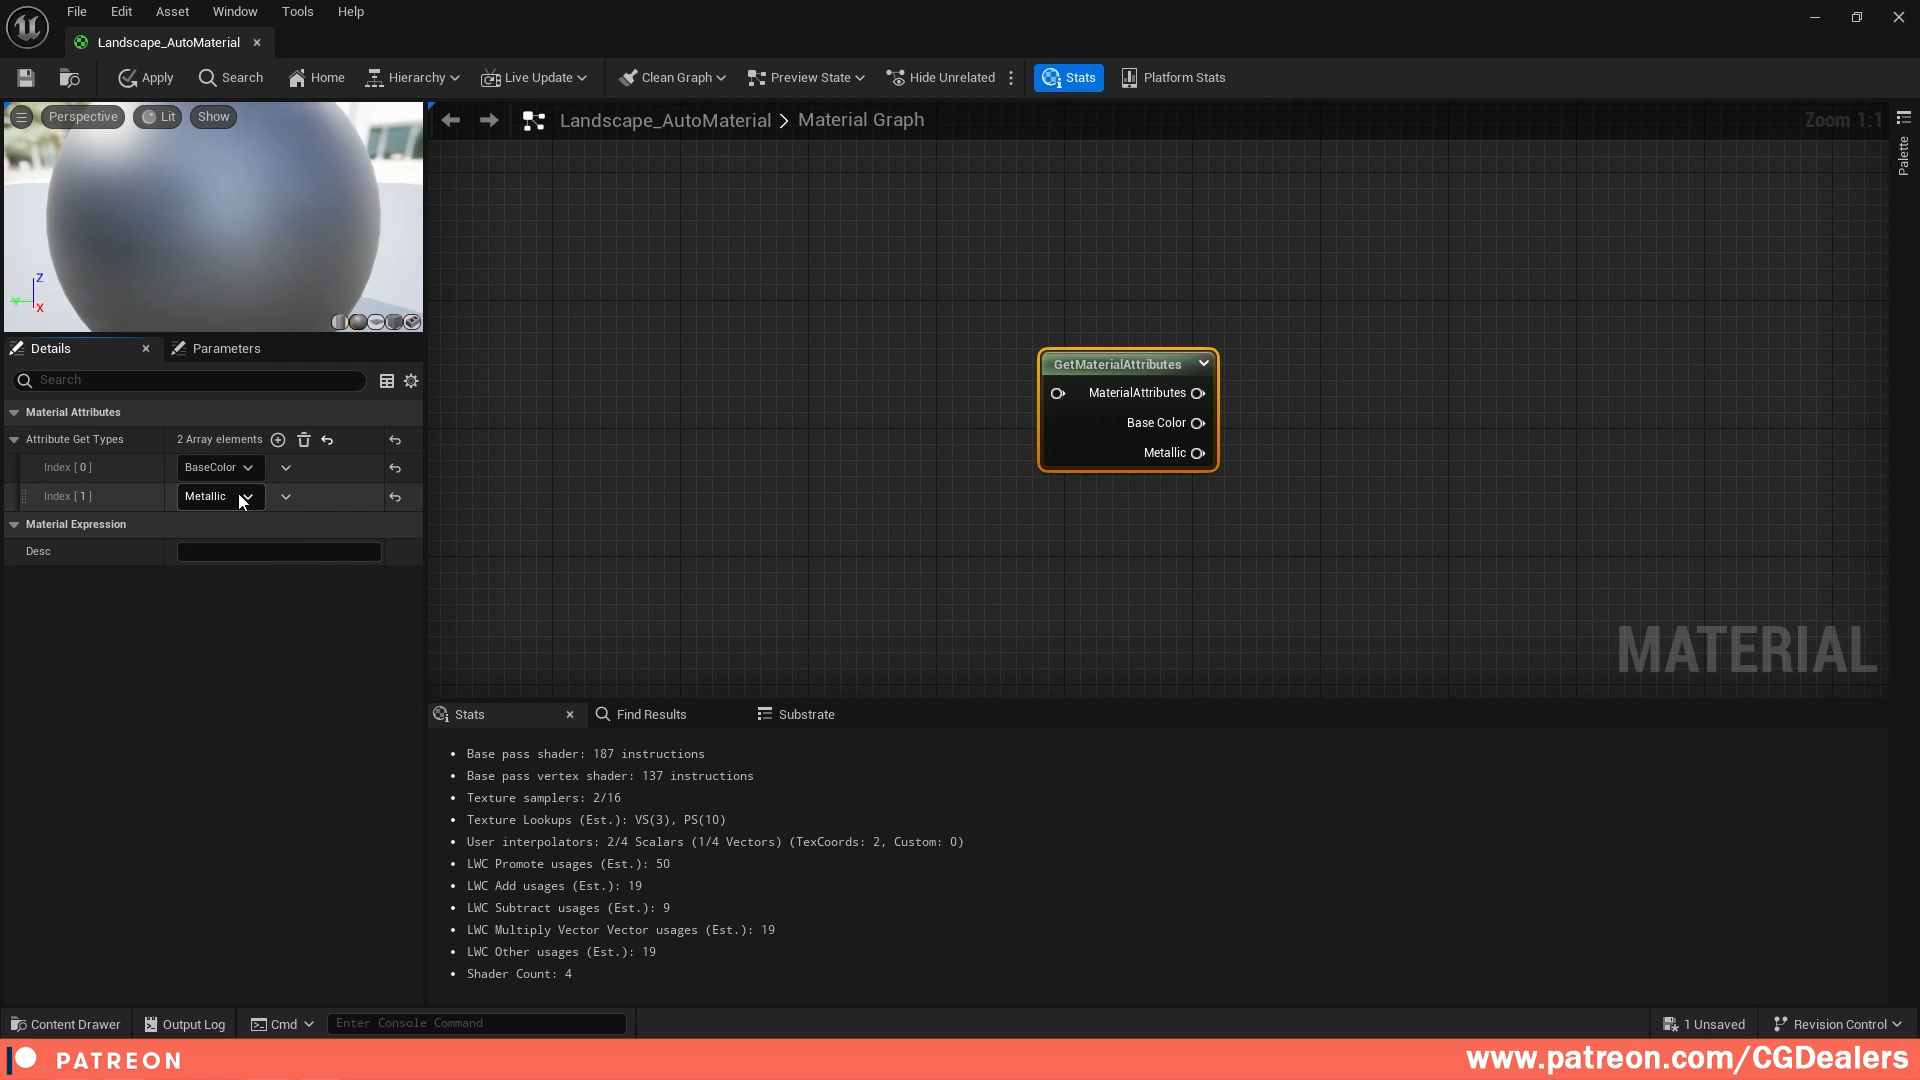 File Edit Asset Window Tools Help
Landscape_AutoMaterial
Apply Search Home Hierarchy Live Update Clean Graph Preview State Hide Unrelated Stats Platform Stats
Perspective Lit Show
Landscape_AutoMaterial > Material Graph
Zoom 1:1
Palette
Z
Y
X
Details Parameters
Search
Material Attributes
Attribute Get Types 2 Array elements
Index [ 0 ] BaseColor
Index [ 1 ] Metallic
Material Expression
Desc
GetMaterialAttributes
MaterialAttributes
Base Color
Metallic
MATERIAL
Stats Find Results Substrate
• Base pass shader: 187 instructions
• Base pass vertex shader: 137 instructions
• Texture samplers: 2/16
• Texture Lookups (Est.): VS(3), PS(10)
• User interpolators: 2/4 Scalars (1/4 Vectors) (TexCoords: 2, Custom: 0)
• LWC Promote usages (Est.): 50
• LWC Add usages (Est.): 19
• LWC Subtract usages (Est.): 9
• LWC Multiply Vector Vector usages (Est.): 19
• LWC Other usages (Est.): 19
• Shader Count: 4
Content Drawer Output Log Cmd Enter Console Command 1 Unsaved Revision Control
PATREON www.patreon.com/CGDealers